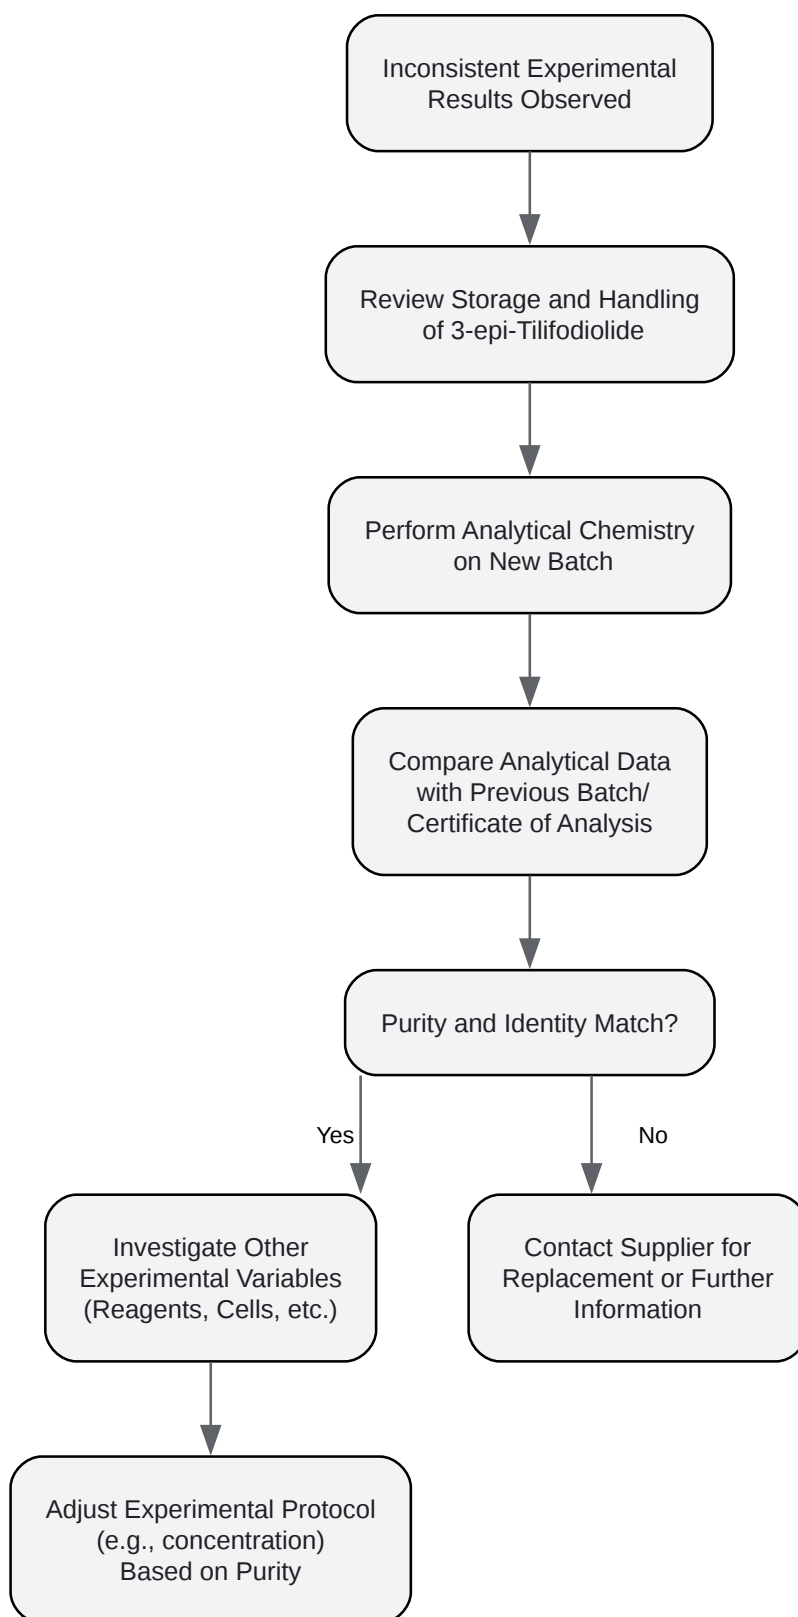 Inconsistent Experimental
Results Observed
Review Storage and Handling
of 3-epi-Tilifodiolide
Perform Analytical Chemistry
on New Batch
Compare Analytical Data
with Previous Batch/
Certificate of Analysis
Purity and Identity Match?
Yes
No
Investigate Other
Experimental Variables
(Reagents, Cells, etc.)
Contact Supplier for
Replacement or Further
Information
Adjust Experimental Protocol
(e.g., concentration)
Based on Purity